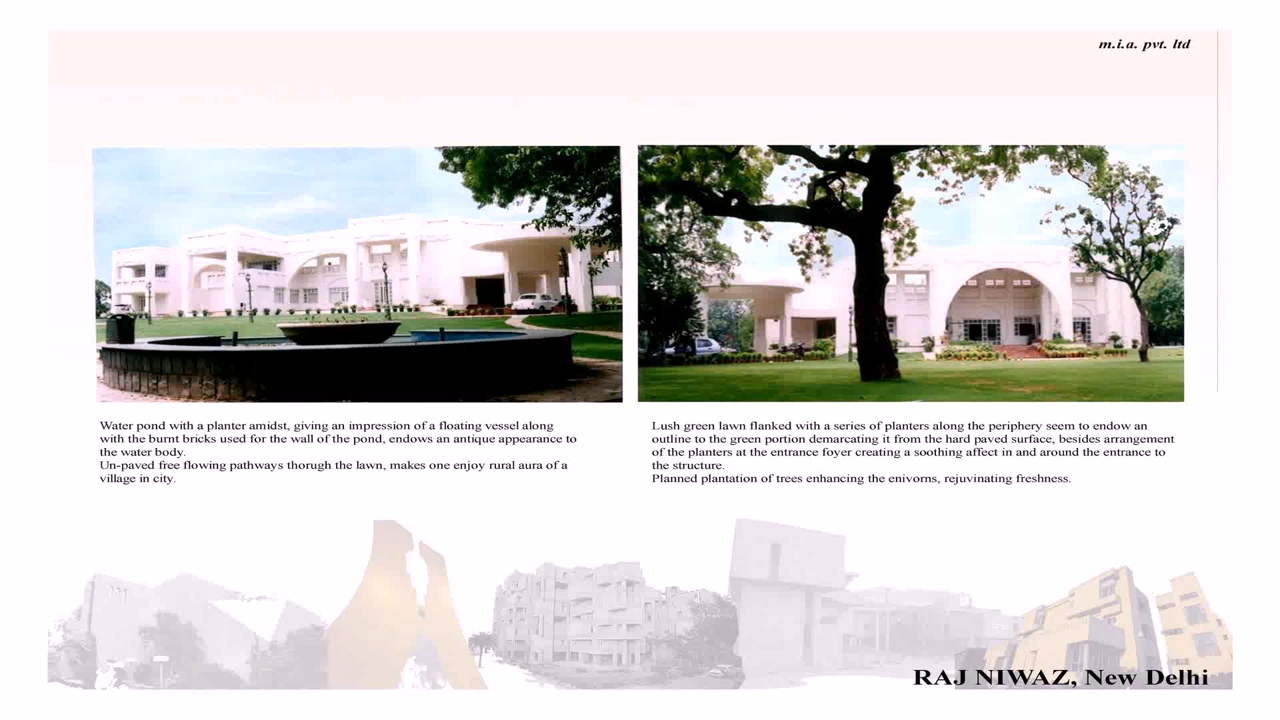 m.i.a. pvt. ltd
Water pond with a planter amidst, giving an impression of a floating vessel along
with the burnt bricks used for the wall of the pond, endows an antique appearance to
the water body.
Un-paved free flowing pathways thorugh the lawn, makes one enjoy rural aura of a
village in city.
Lush green lawn flanked with a series of planters along the periphery seem to endow an
outline to the green portion demarcating it from the hard paved surface, besides arrangement
of the planters at the entrance foyer creating a soothing affect in and around the entrance to
the structure.
Planned plantation of trees enhancing the enivorns, rejuvinating freshness.
RAJ NIWAZ, New Delhi